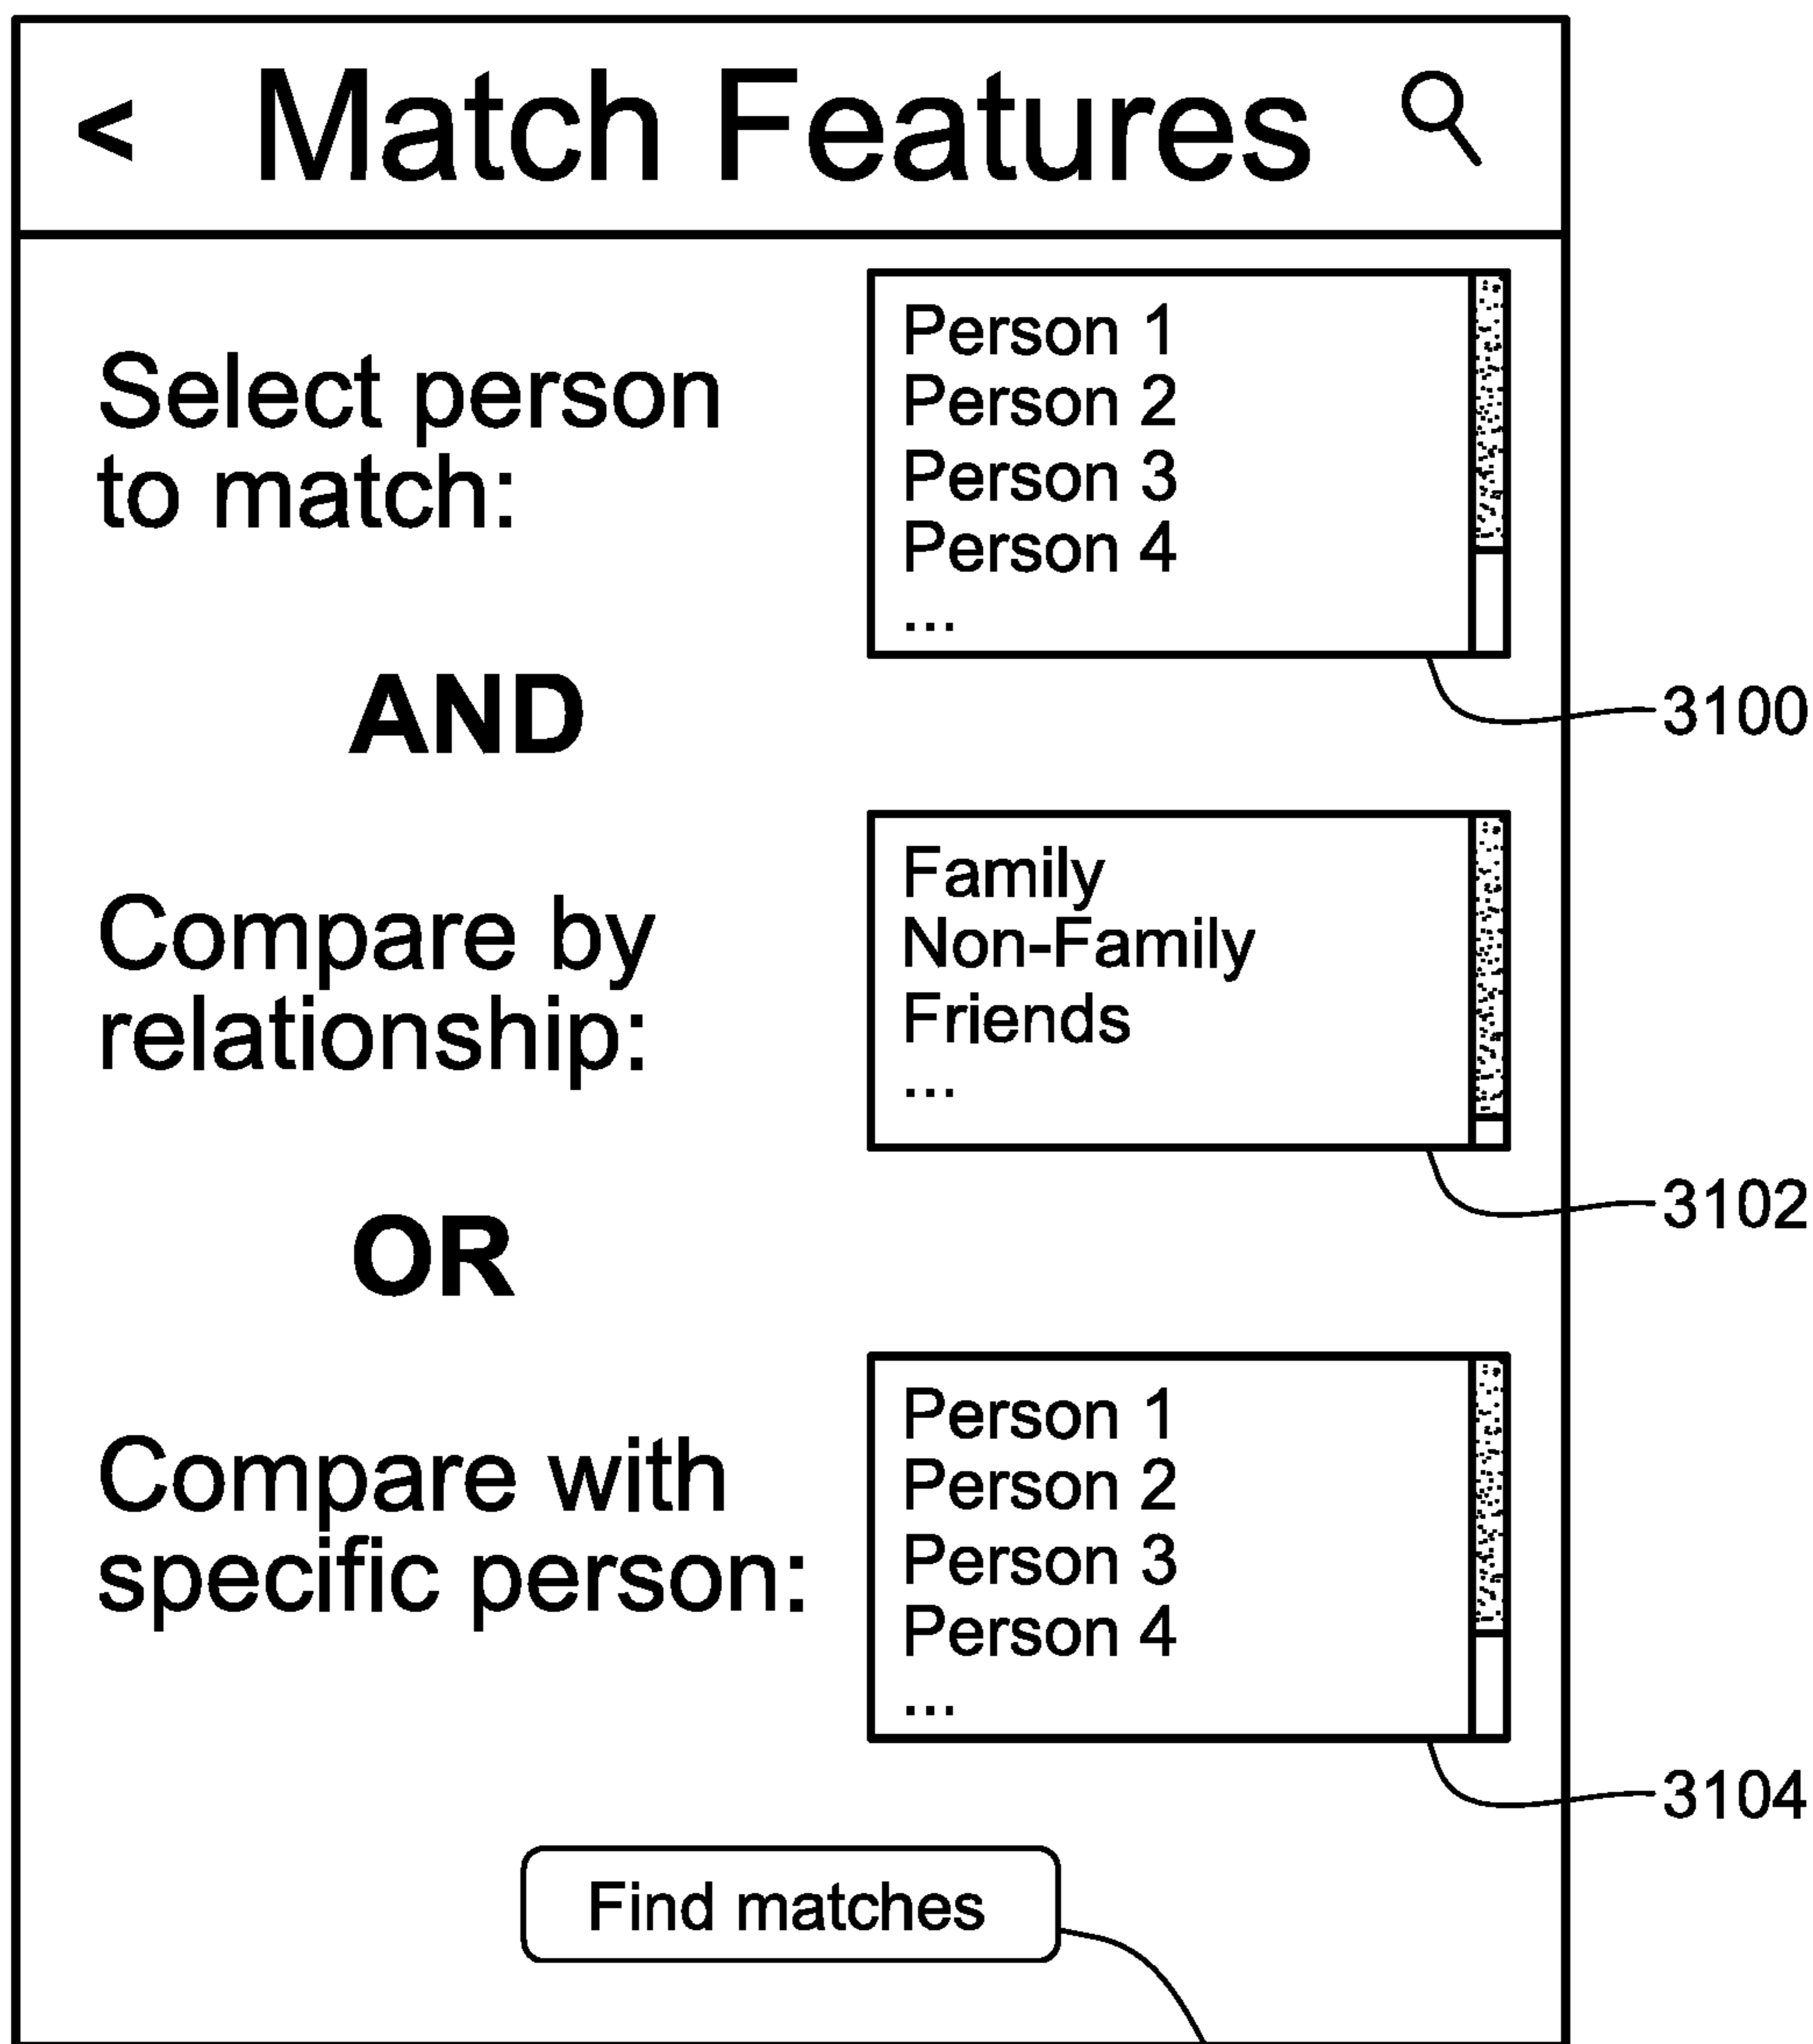 < Match Features
Select person
to match:
Person 1
Person 2
Person 3
Person 4
...
3100
AND
Compare by
relationship:
Family
Non-Family
Friends
...
3102
OR
Compare with
specific person:
Person 1
Person 2
Person 3
Person 4
...
3104
Find matches